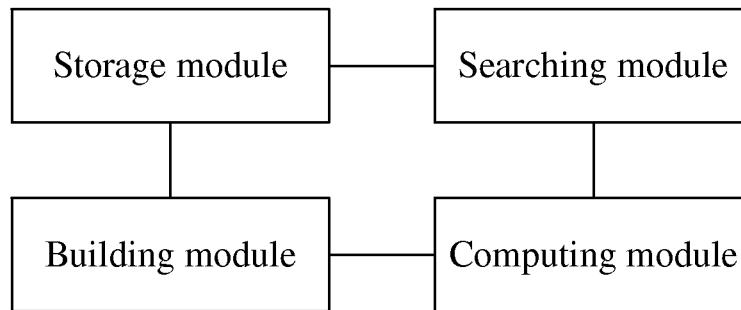 Storage module
Searching module
Building module
Computing module